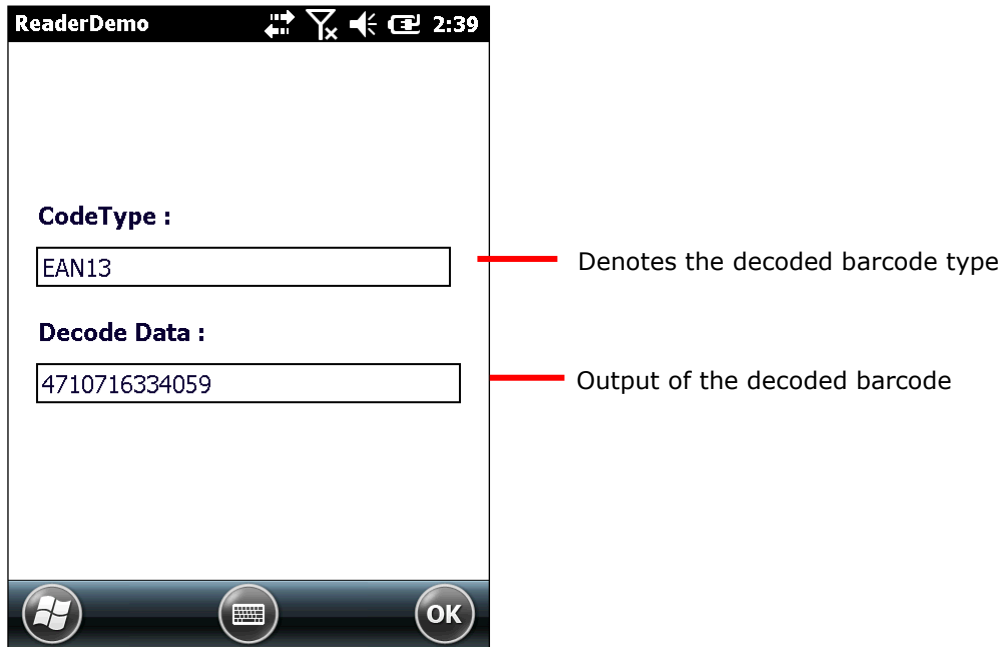 ReaderDemo 2:39
CodeType :
EAN13
Denotes the decoded barcode type
Decode Data :
4710716334059
Output of the decoded barcode
OK